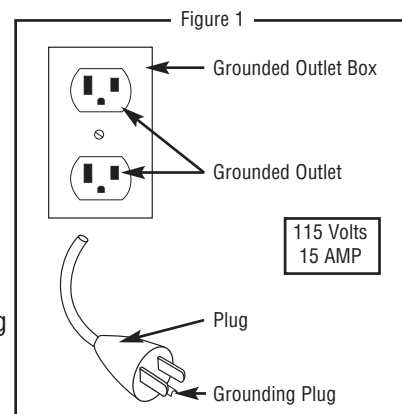 Figure 1
Grounded Outlet Box
Grounded Outlet
115 Volts
15 AMP
g
Plug
Grounding Plug